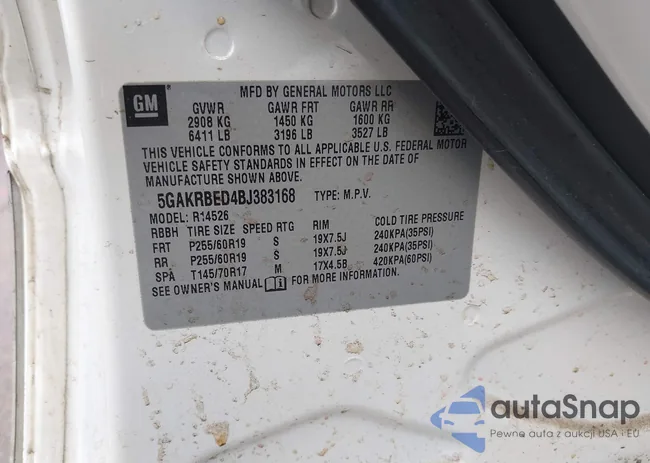 GM
MFD BY GENERAL MOTORS LLC
GVWR GAWR FRT GAWR RR
2908 KG 1450 KG 1600 KG
6411 LB 3196 LB 3527 LB
THIS VEHICLE CONFORMS TO ALL APPLICABLE U.S. FEDERAL MOTOR
VEHICLE SAFETY STANDARDS IN EFFECT ON THE DATE OF
MANUFACTURE SHOWN ABOVE.
5GAKRBED4BJ383168 TYPE: M.P.V.
MODEL: R14526
RBBH TIRE SIZE SPEED RTG RIM COLD TIRE PRESSURE
FRT P255/60R19 S 19X7.5J 240KPA(35PSI)
RR P255/60R19 S 19X7.5J 240KPA(35PSI)
SPA T145/70R17 M 17X4.5B 420KPA(60PSI)
SEE OWNER'S MANUAL FOR MORE INFORMATION.
autaSnap
Pewne auta z aukcji USA i EU